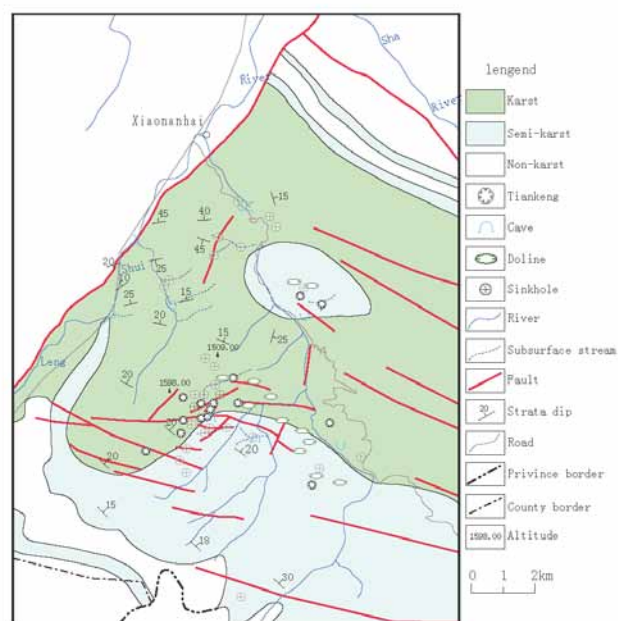 Sha
River
River
Xiaonanhai
15
45
40
45
20
Shui
20
25
25
15
20
15
25
1509.00
Leng
20
1598.00
20
20
20
15
18
30
lengend
Karst
Semi-karst
Non-karst
Tiankeng
Cave
Doline
Sinkhole
River
Subsurface stream
Fault
20
Strata dip
Road
Privince border
County border
1598.00
Altitude
0 1 2km